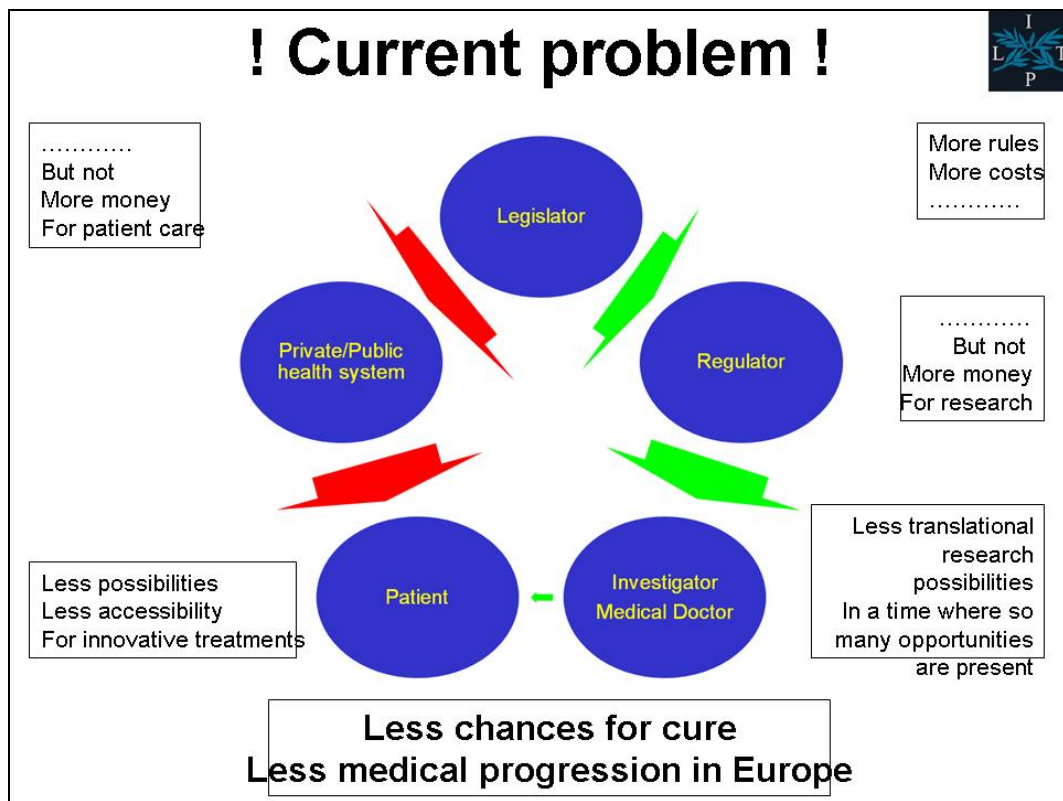 ! Current problem !
I
L T
P
…………
But not
More money
For patient care
More rules
More costs
…………
Legislator
Private/Public
health system
Regulator
…………
But not
More money
For research
Less possibilities
Less accessibility
For innovative treatments
Patient
Investigator
Medical Doctor
Less translational
research
possibilities
In a time where so
many opportunities
are present
Less chances for cure
Less medical progression in Europe